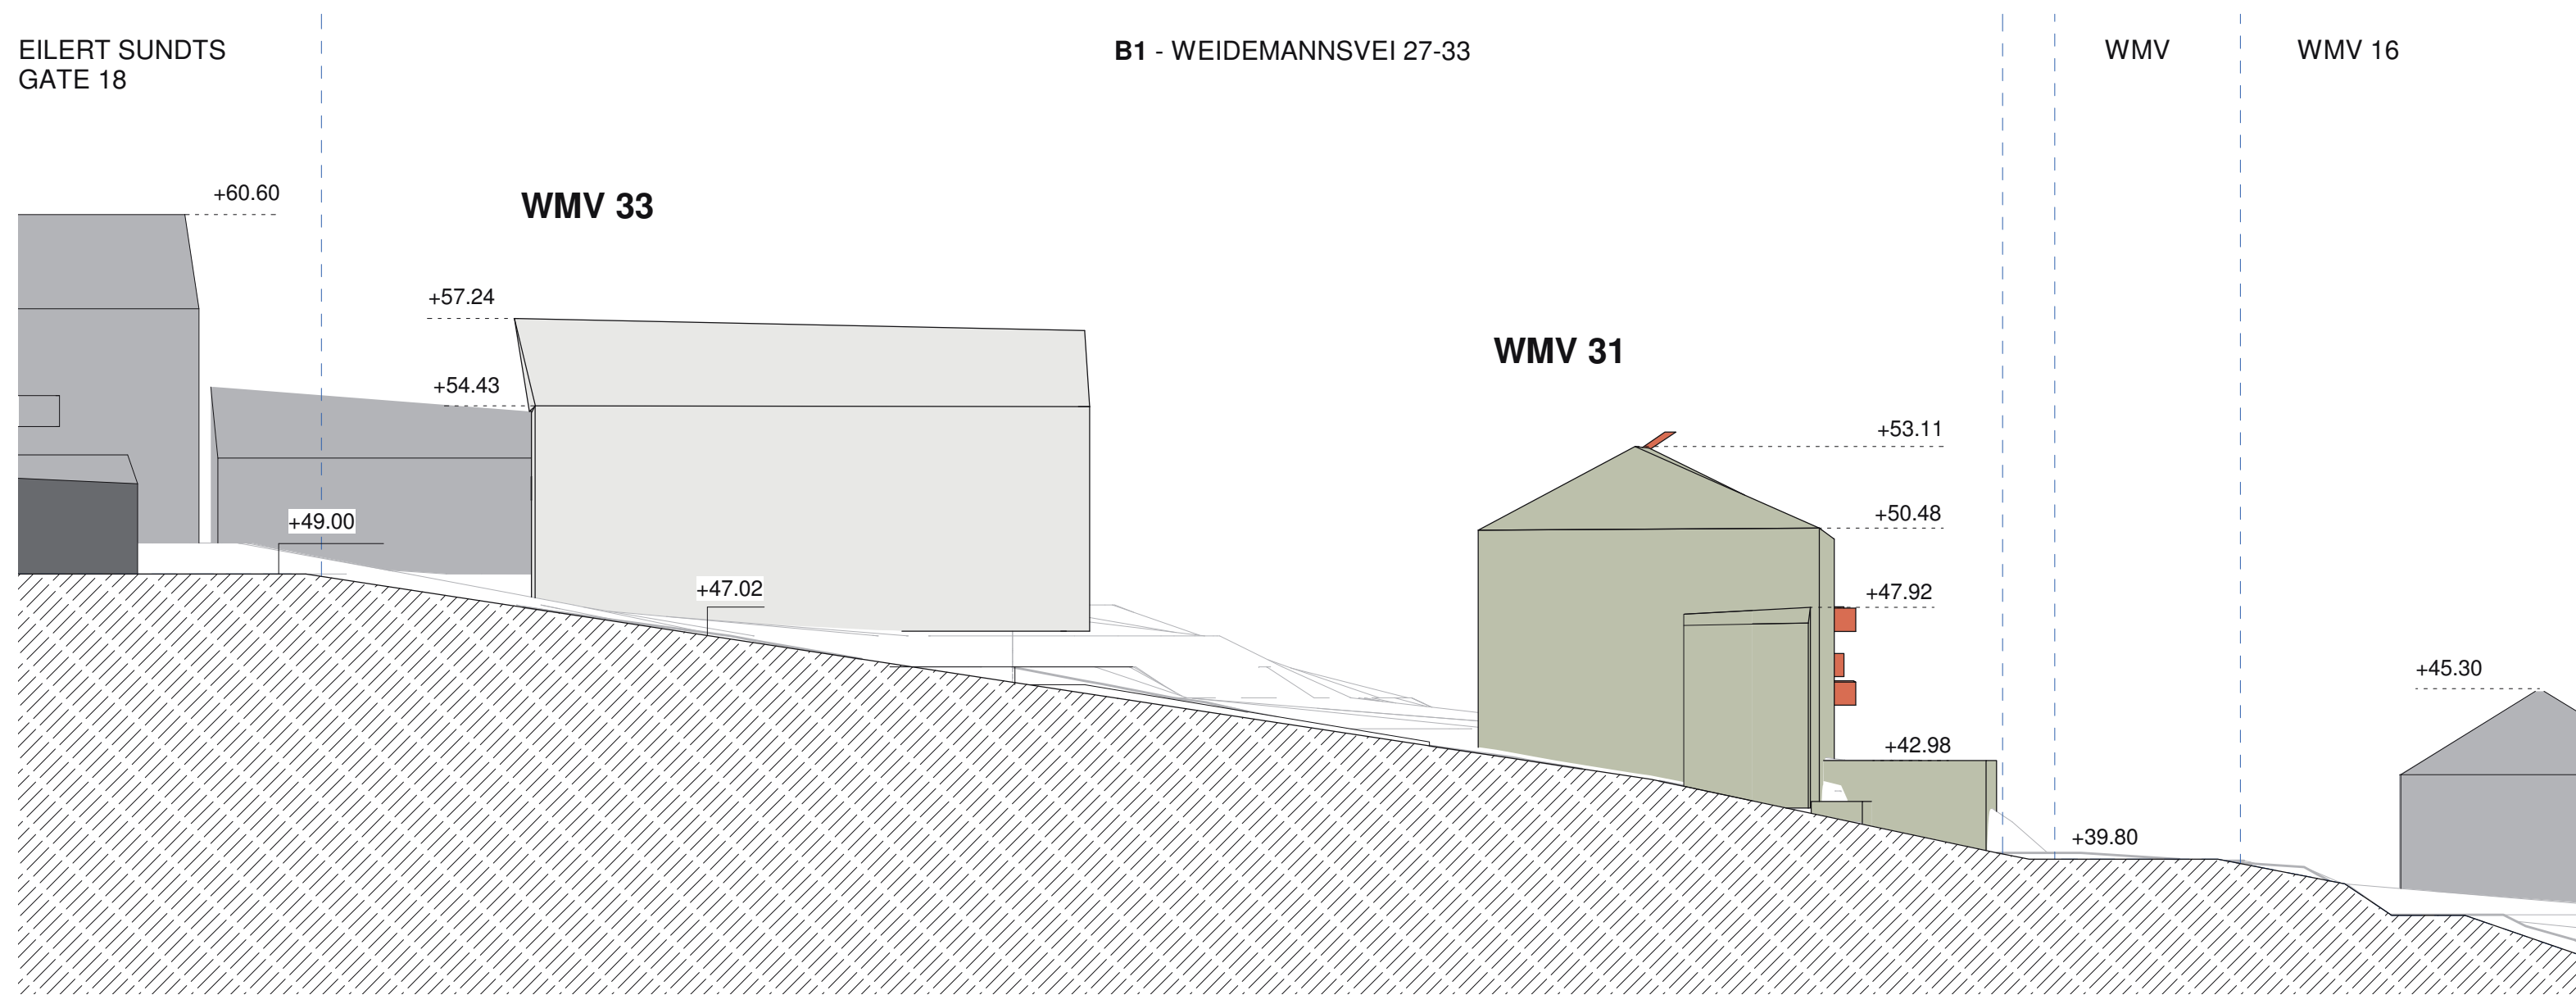 EILERT SUNDTS
GATE 18
B1 - WEIDEMANNSVEI 27-33
WMV
WMV 16
+60.60
WMV 33
+57.24
WMV 31
+54.43
+53.11
+50.48
+49.00
+47.02
+47.92
+45.30
+42.98
+39.80